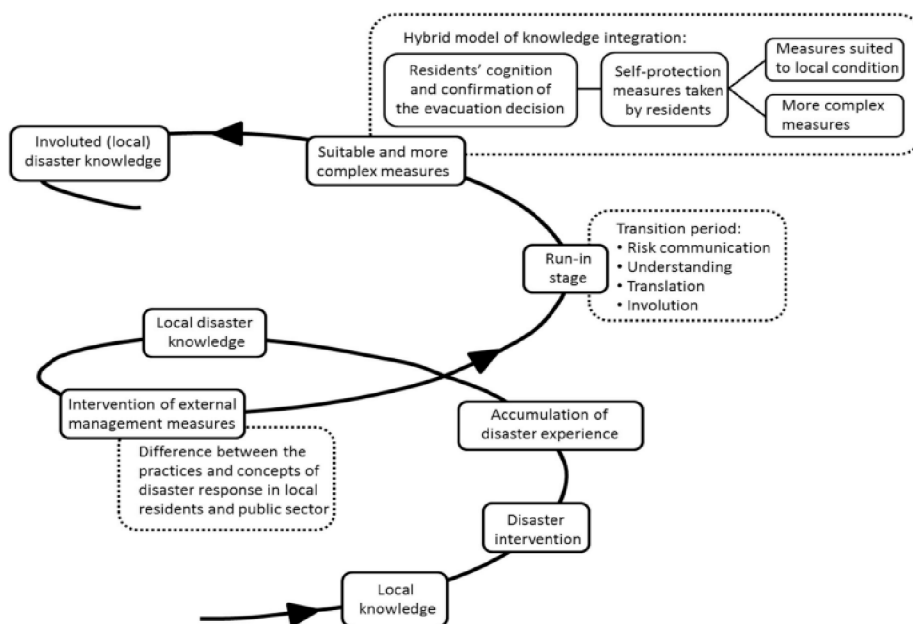 Hybrid model of knowledge integration:
Residents' cognition
and confirmation of
the evacuation decision
Self-protection
measures taken
by residents
Measures suited
to local condition
More complex
measures
Involuted (local)
disaster knowledge
Suitable and more
complex measures
Run-in
stage
Transition period:
• Risk communication
• Understanding
• Translation
• Involution
Local disaster
knowledge
Intervention of external
management measures
Difference between the
practices and concepts of
disaster response in local
residents and public sector
Accumulation of
disaster experience
Disaster
intervention
Local
knowledge